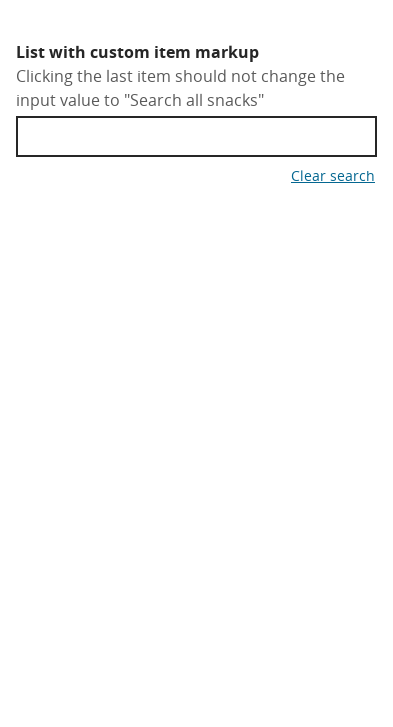 List with custom item markup
Clicking the last item should not change the
input value to "Search all snacks"
Clear search